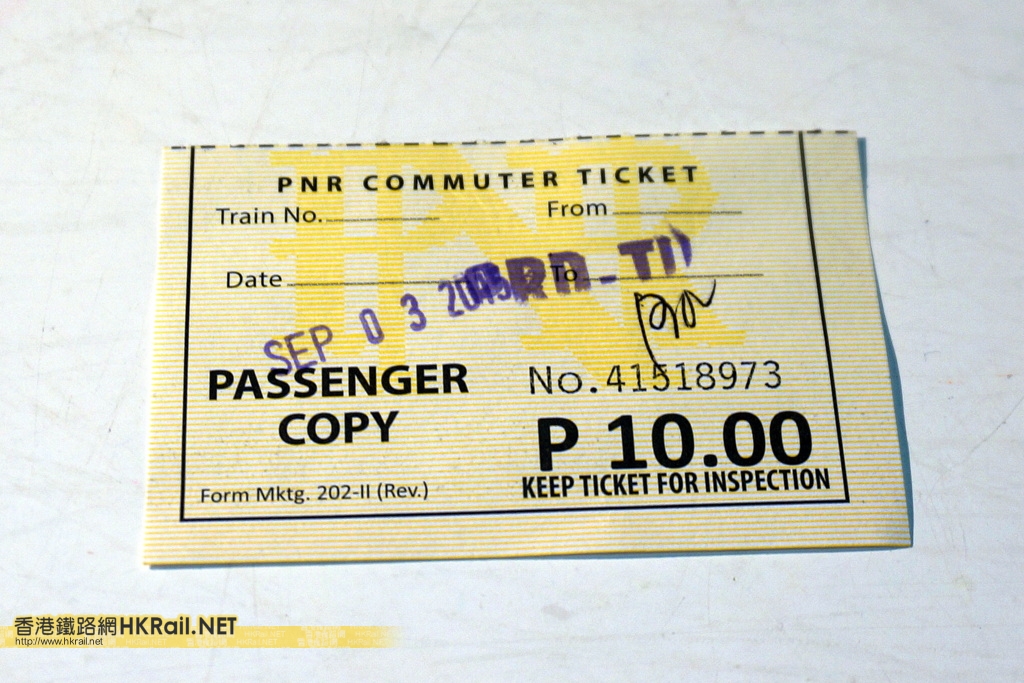 PNR COMMUTER TICKET
Train No. From
Date To
SEP 0 3 2015
PASSENGER COPY
No. 41518973
P 10.00
KEEP TICKET FOR INSPECTION
Form Mktg. 202-II (Rev.)
香港鐵路網HKRail.NET
http://www.hkrail.net